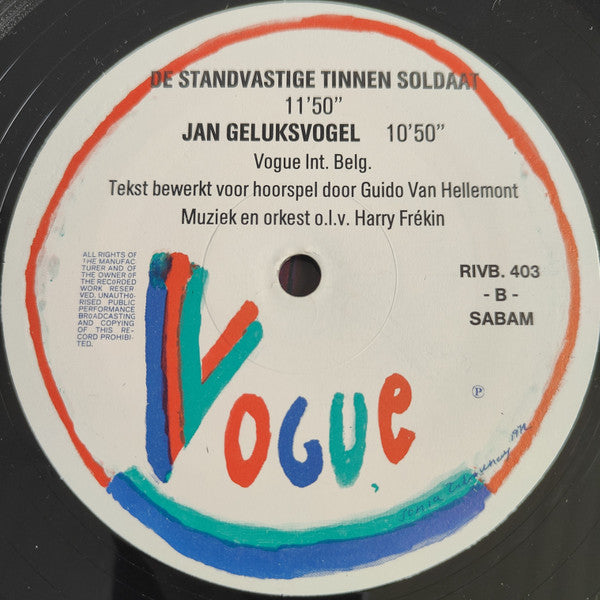 DE STANDVASTIGE TINNEN SOLDAAT
11'50"
JAN GELUKSVOGEL 10'50"
Vogue Int. Belg.
Tekst bewerkt voor hoorspel door Guido Van Hellemont
Muziek en orkest o.l.v. Harry Frékin
ALL RIGHTS OF
THE MANUFAC
TURER AND OF
THE OWNER OF
THE RECORDED
WORK RESER
VED. UNAUTHO
RISED PUBLIC
PERFORMANCE
BROADCASTING
AND COPYING
OF THIS RE-
CORD PROHIBI-
TED.
RIVB. 403
- B -
SABAM
℗
VOGUE
Sonia Delaunay